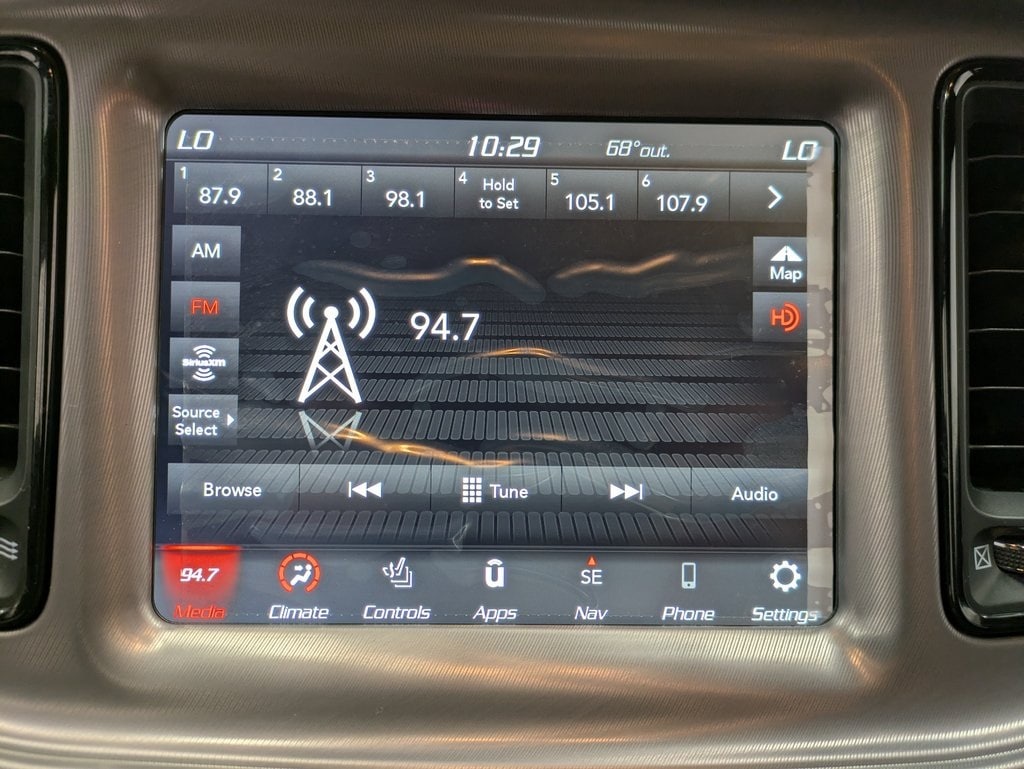 LO 10:29 68° out. LO
1 87.9
2 88.1
3 98.1
4 Hold
to Set
5 105.1
6 107.9
AM
Map
FM
HD
94.7
SiriusXM
Source
Select
Browse Tune Audio
94.7 SE
Media Climate Controls Apps Nav Phone Settings